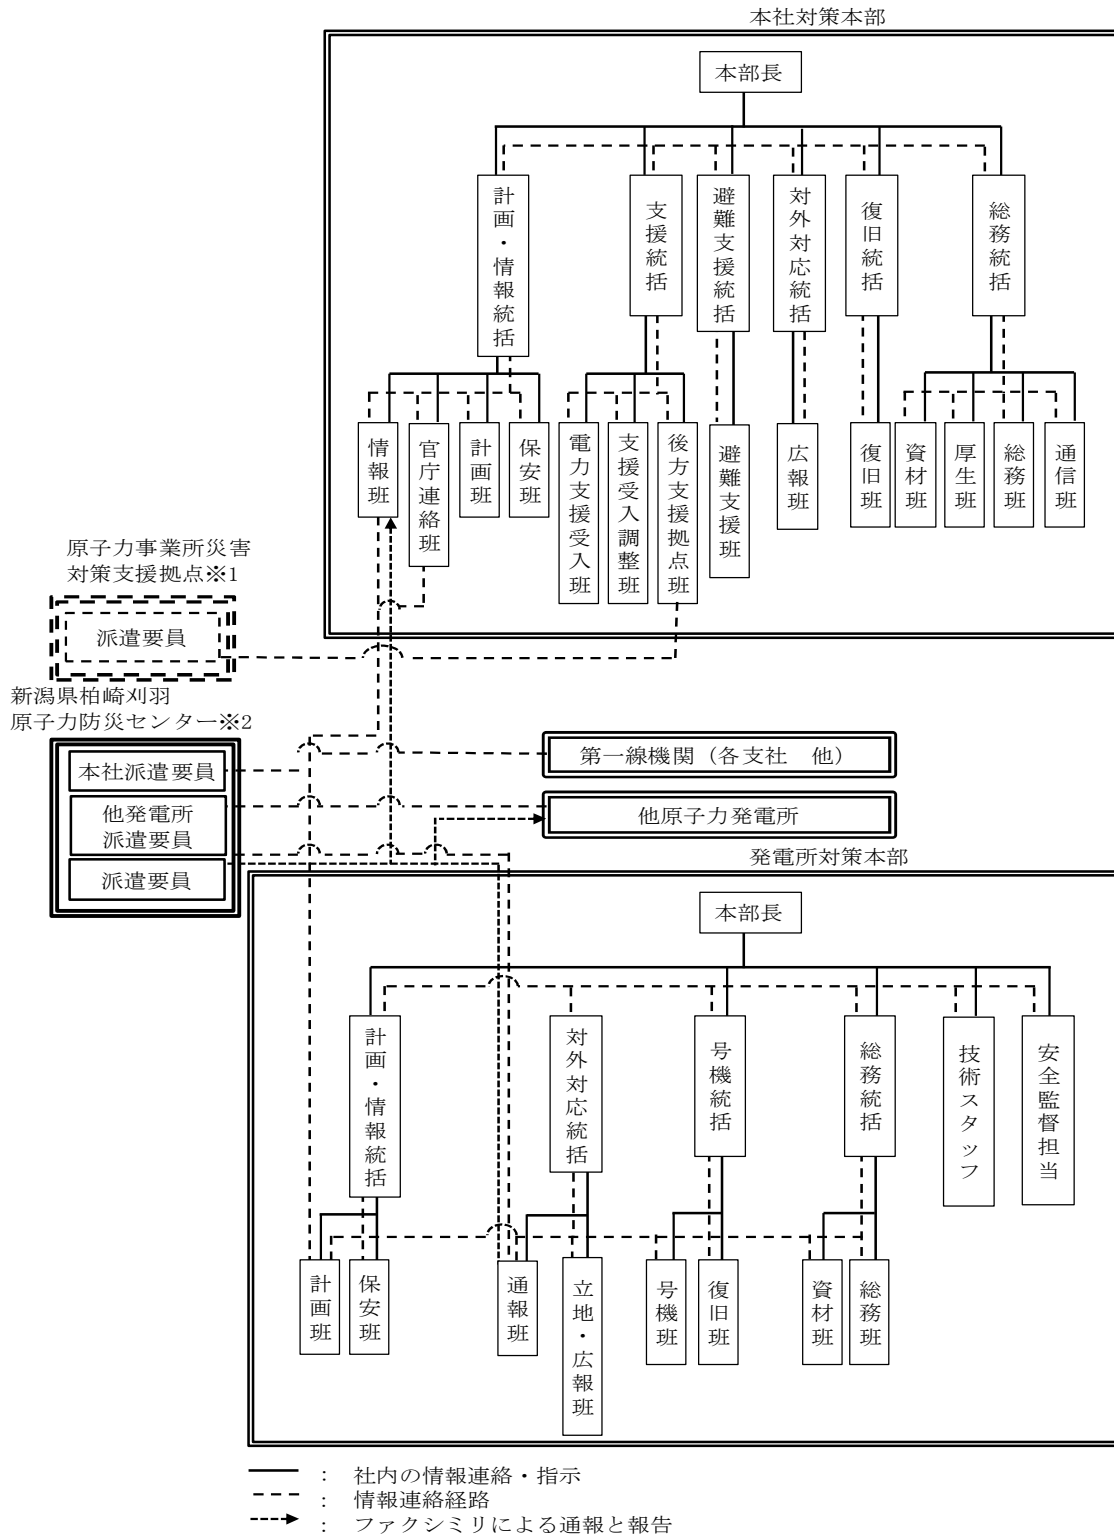 本社対策本部
本部長
計画・情報統括
支援統括
避難支援統括
対外対応統括
復旧統括
総務統括
情報班
官庁連絡班
計画班
保安班
電力支援受入班
支援受入調整班
後方支援拠点班
避難支援班
広報班
復旧班
資材班
厚生班
総務班
通信班
原子力事業所災害
対策支援拠点※1
派遣要員
新潟県柏崎刈羽
原子力防災センター※2
本社派遣要員
他発電所
派遣要員
派遣要員
第一線機関（各支社　他）
他原子力発電所
発電所対策本部
本部長
計画・情報統括
対外対応統括
号機統括
総務統括
技術スタッフ
安全監督担当
計画班
保安班
通報班
立地・広報班
号機班
復旧班
資材班
総務班
： 社内の情報連絡・指示
： 情報連絡経路
： ファクシミリによる通報と報告